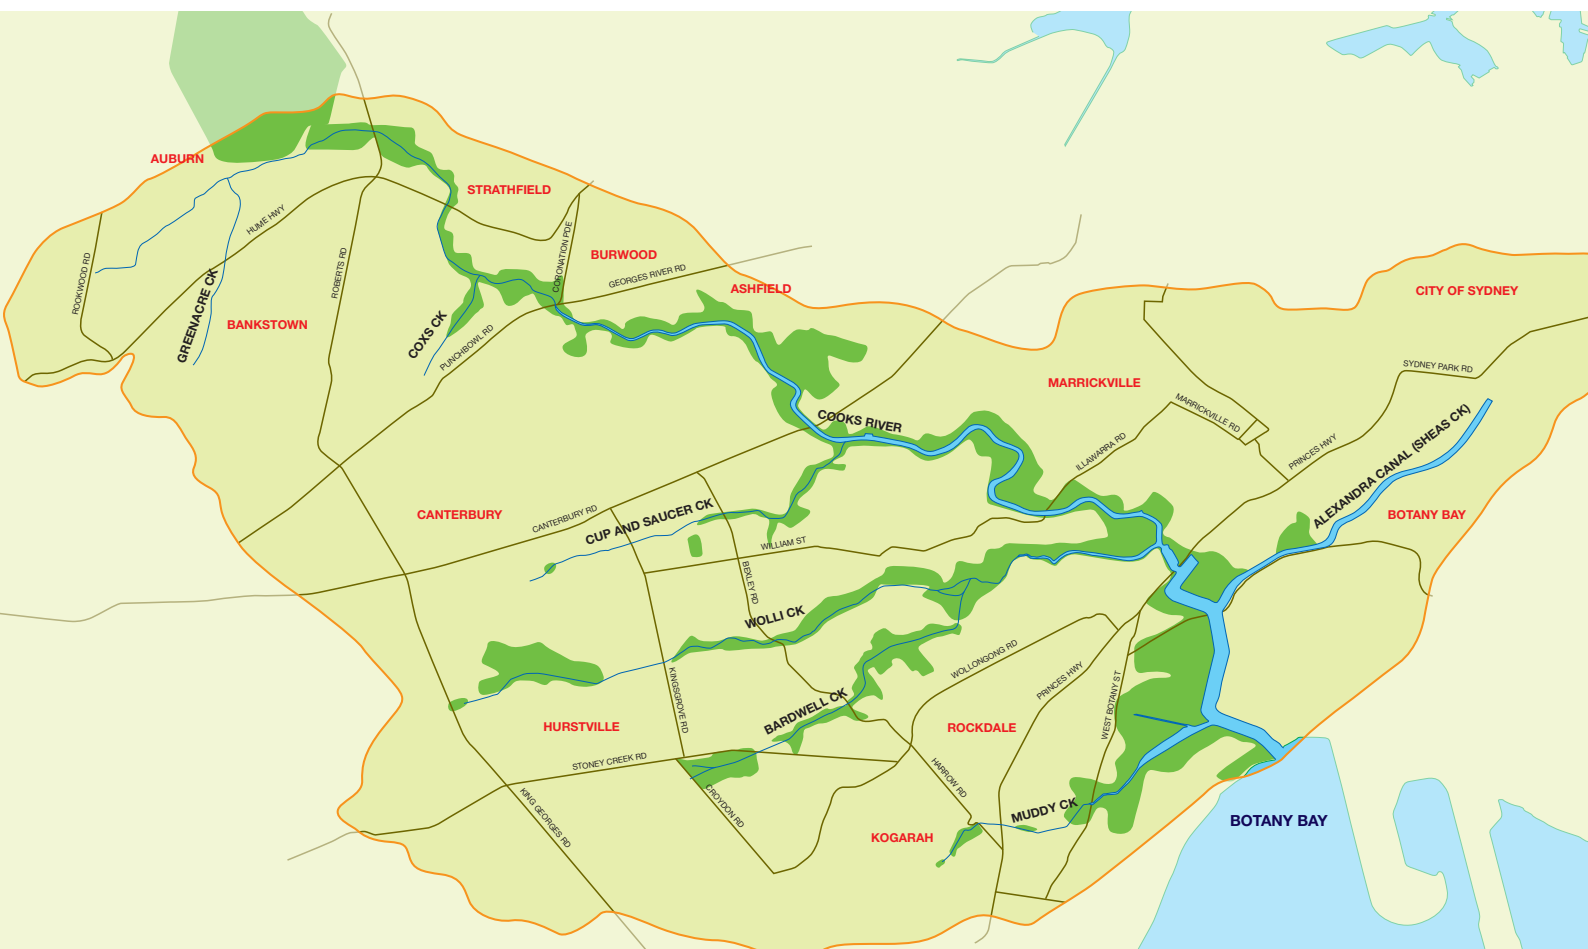 AUBURN
STRATHFIELD
HUME HWY
ROOKWOOD RD
GREENACRE CK
ROBERTS RD
BANKSTOWN
CORONATION PDE
BURWOOD
GEORGES RIVER RD
ASHFIELD
CITY OF SYDNEY
COXS CK
PUNCHBOWL RD
SYDNEY PARK RD
MARRICKVILLE
MARRICKVILLE RD
COOKS RIVER
ILLAWARRA RD
PRINCES HWY
ALEXANDRA CANAL (SHEAS CK)
CANTERBURY
CANTERBURY RD
CUP AND SAUCER CK
BOTANY BAY
WILLIAM ST
BEXLEY RD
WOLLI CK
WOLLONGONG RD
KINGSGROVE RD
PRINCES HWY
WEST BOTANY ST
BARDWELL CK
HURSTVILLE
ROCKDALE
STONEY CREEK RD
HARROW RD
CROYDON RD
KING GEORGES RD
MUDDY CK
KOGARAH
BOTANY BAY